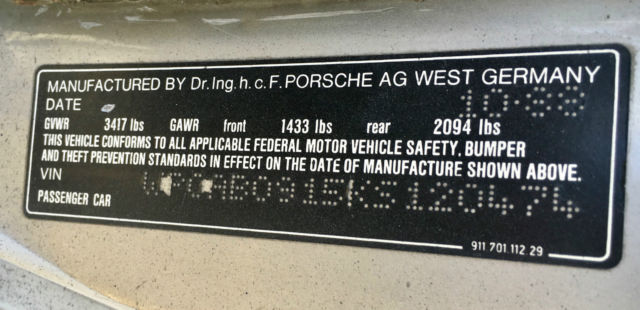 MANUFACTURED BY Dr.Ing.h.c.F.PORSCHE AG WEST GERMANY
DATE 10-88
GVWR 3417 lbs GAWR front 1433 lbs rear 2094 lbs
THIS VEHICLE CONFORMS TO ALL APPLICABLE FEDERAL MOTOR VEHICLE SAFETY, BUMPER
AND THEFT PREVENTION STANDARDS IN EFFECT ON THE DATE OF MANUFACTURE SHOWN ABOVE.
VIN
PASSENGER CAR
911 701 112 29